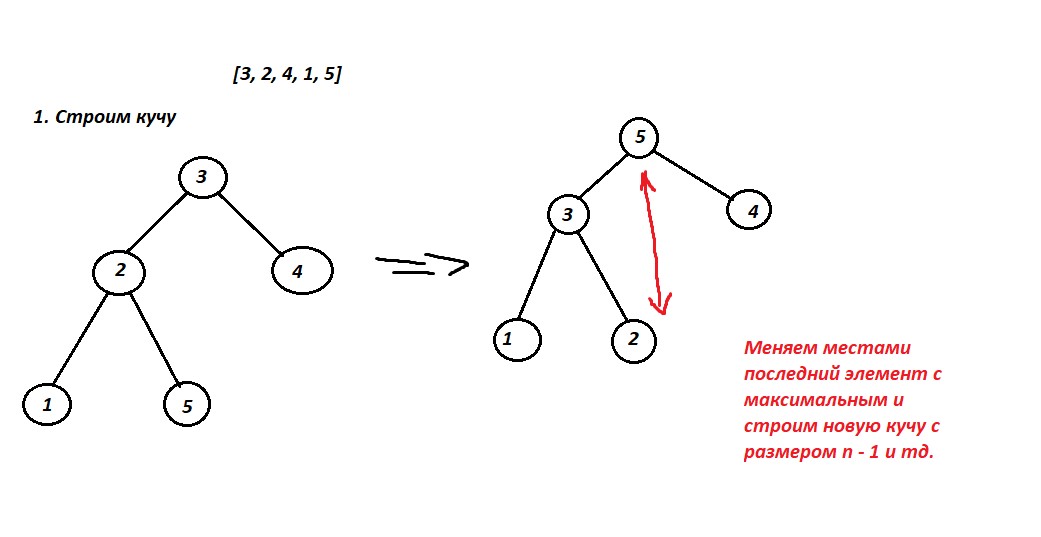 [3, 2, 4, 1, 5]
1. Строим кучу
3
2
4
1
5
5
3
4
1
2
Меняем местами
последний элемент с
максимальным и
строим новую кучу с
размером n - 1 и тд.